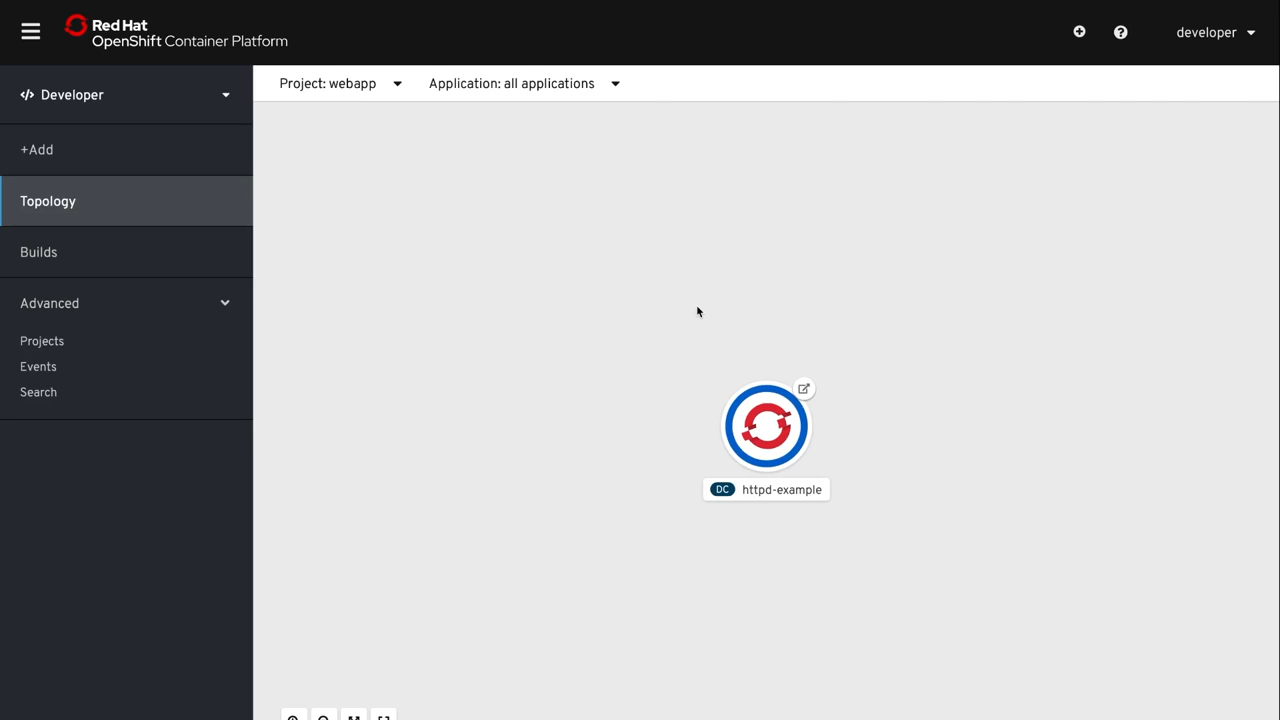 Red Hat
OpenShift Container Platform
developer
Developer
Project: webapp
Application: all applications
+Add
Topology
Builds
Advanced
Projects
Events
Search
DC httpd-example